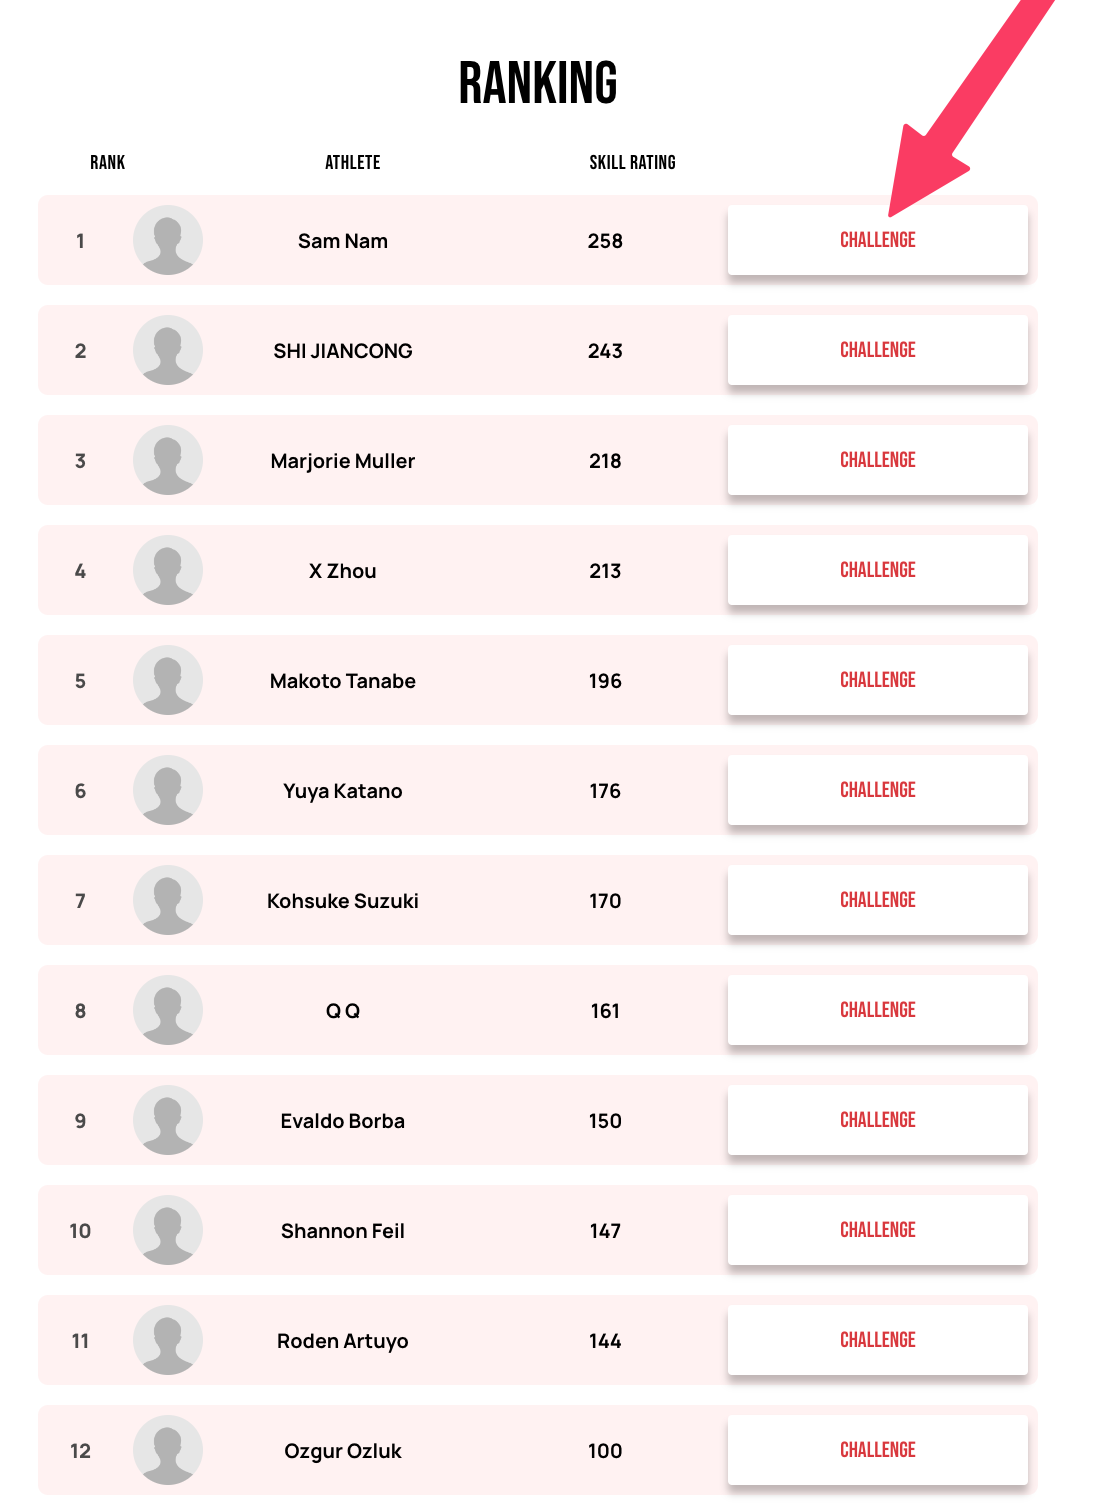 RANKING
RANK ATHLETE SKILL RATING
1 Sam Nam 258 CHALLENGE
2 SHI JIANCONG 243 CHALLENGE
3 Marjorie Muller 218 CHALLENGE
4 X Zhou 213 CHALLENGE
5 Makoto Tanabe 196 CHALLENGE
6 Yuya Katano 176 CHALLENGE
7 Kohsuke Suzuki 170 CHALLENGE
8 Q Q 161 CHALLENGE
9 Evaldo Borba 150 CHALLENGE
10 Shannon Feil 147 CHALLENGE
11 Roden Artuyo 144 CHALLENGE
12 Ozgur Ozluk 100 CHALLENGE